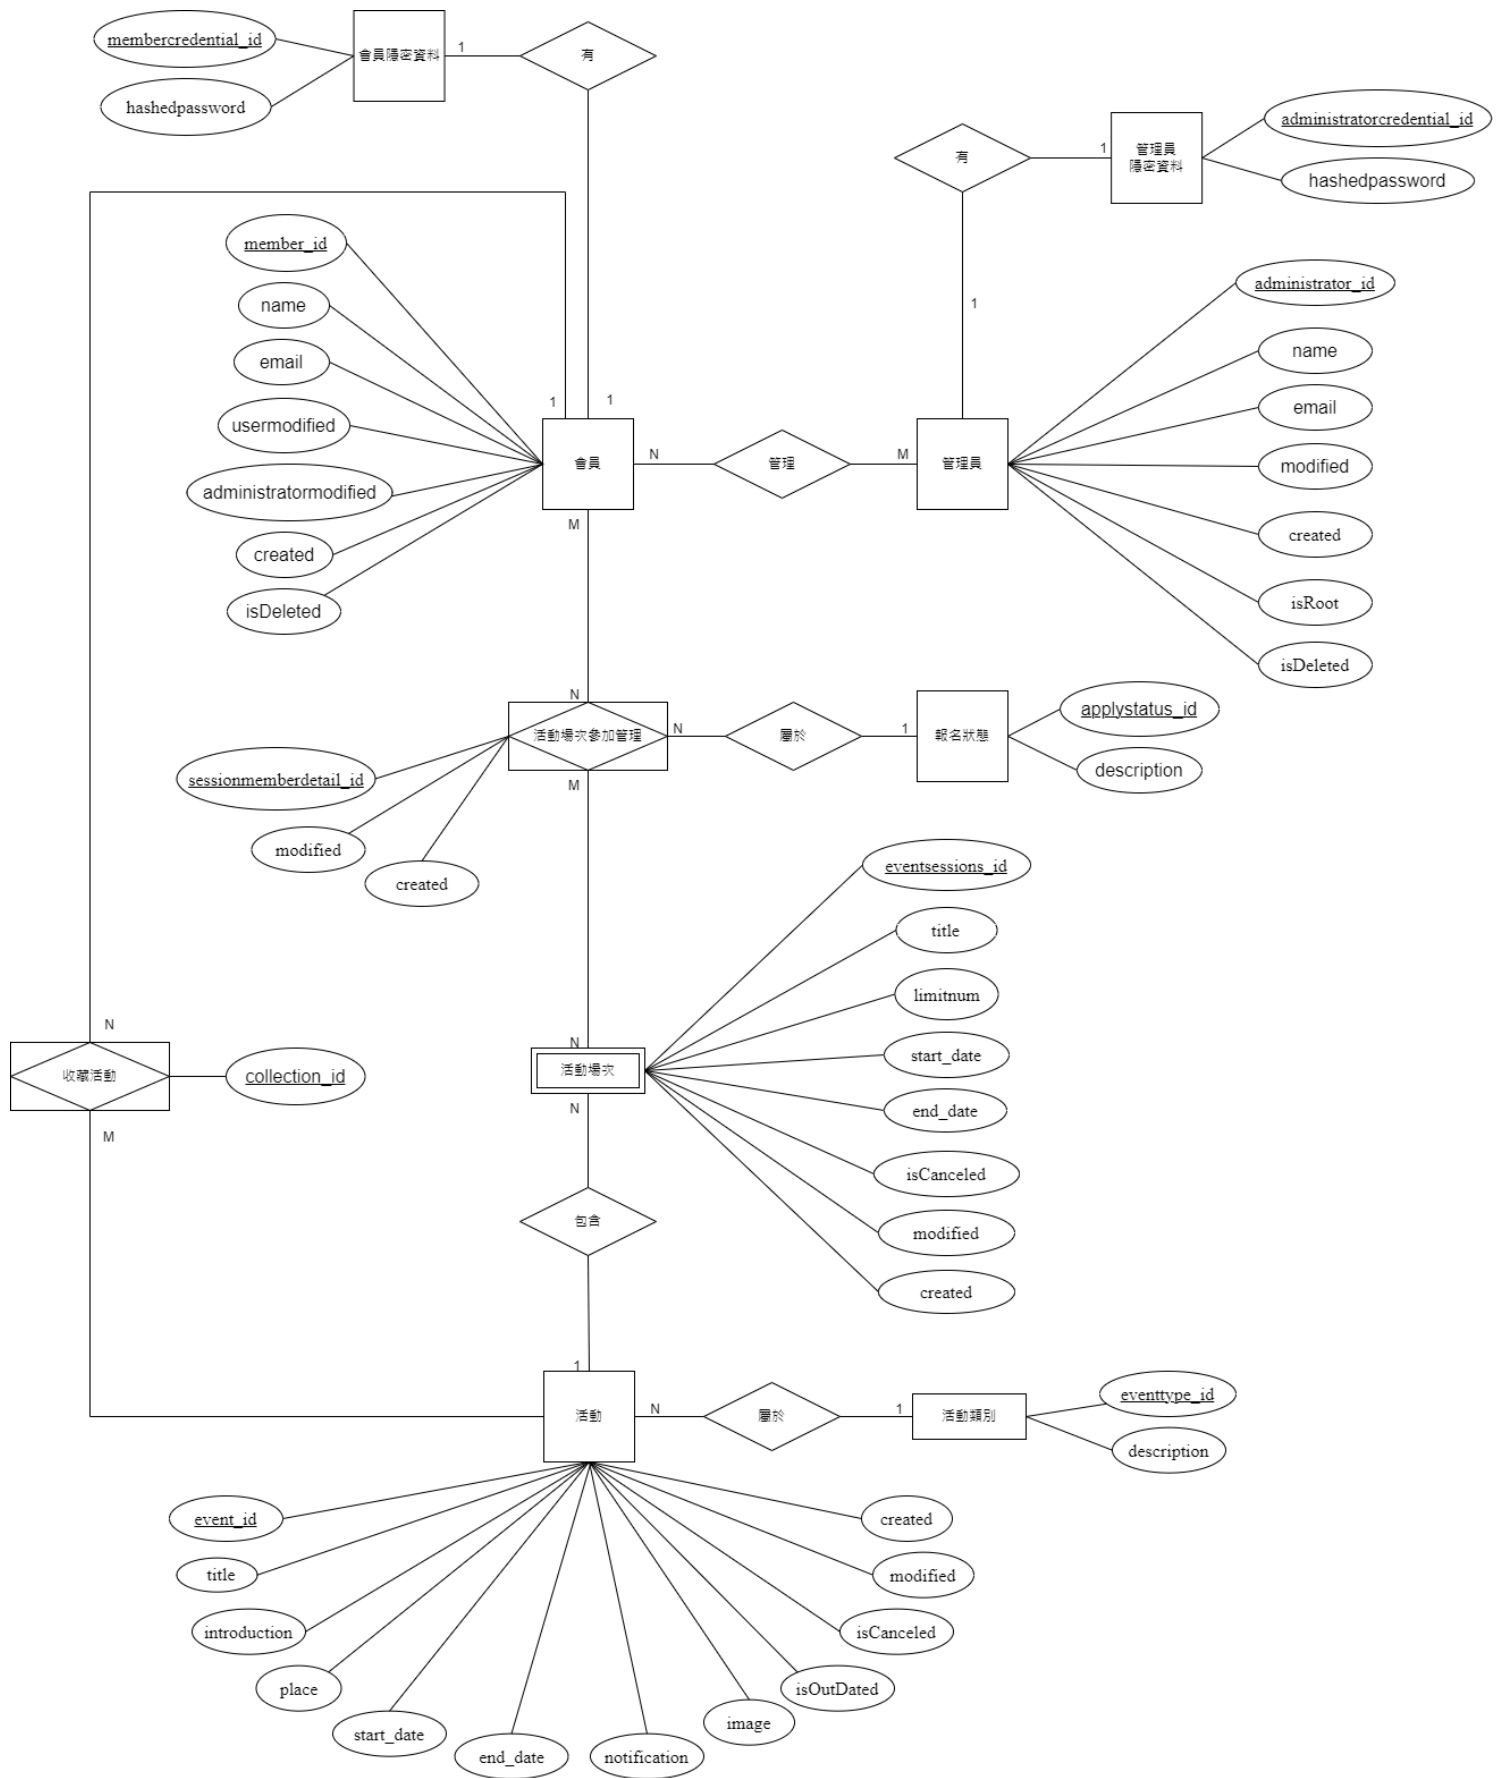 membercredential_id
hashedpassword
會員隱密資料
1
有
管理員
隱密資料
1
有
administratorcredential_id
hashedpassword
member_id
name
email
usermodified
administratormodified
created
isDeleted
1
1
1
會員
N
管理
M
管理員
administrator_id
name
email
modified
created
isRoot
isDeleted
M
N
活動場次參加管理
N
屬於
1
報名狀態
applystatus_id
description
sessionmemberdetail_id
modified
created
M
eventsessions_id
title
limitnum
start_date
end_date
isCanceled
modified
created
N
活動場次
N
N
收藏活動
collection_id
M
包含
1
活動
N
屬於
1
活動類別
eventtype_id
description
event_id
title
introduction
place
start_date
end_date
notification
image
isOutDated
isCanceled
modified
created